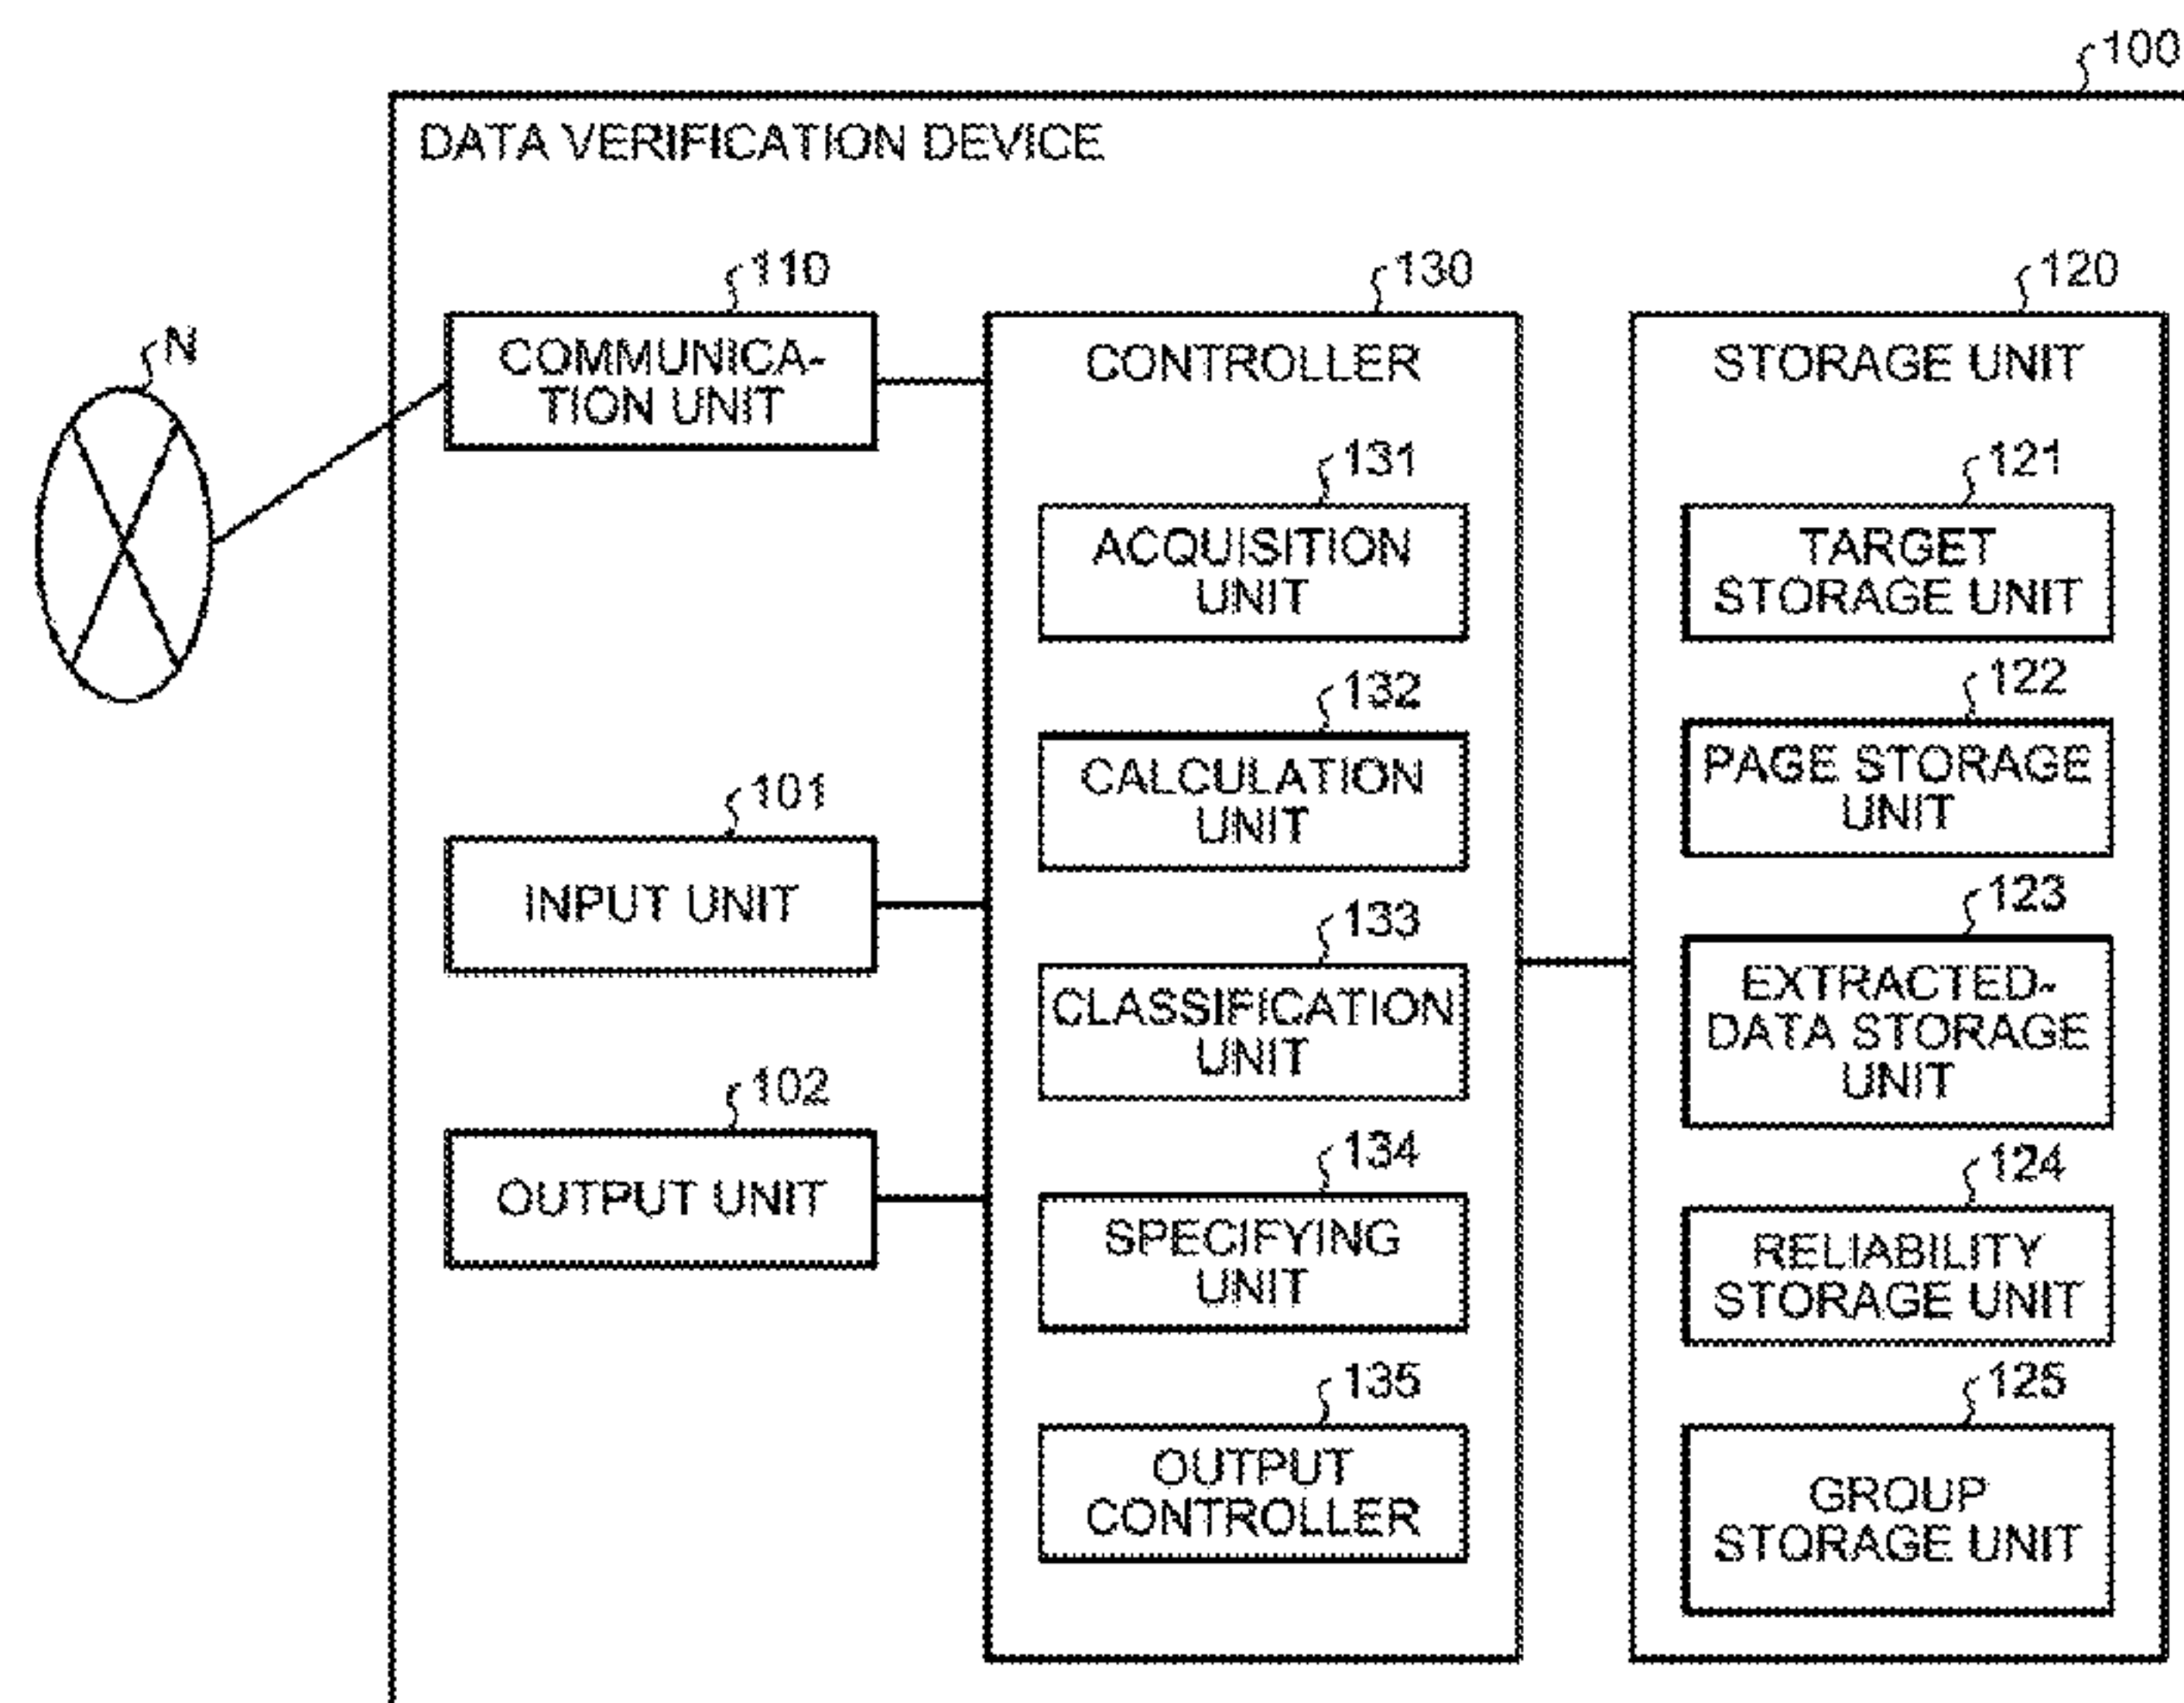 100
DATA VERIFICATION DEVICE
110
COMMUNICA-
TION UNIT
N
101
INPUT UNIT
102
OUTPUT UNIT
130
CONTROLLER
131
ACQUISITION
UNIT
132
CALCULATION
UNIT
133
CLASSIFICATION
UNIT
134
SPECIFYING
UNIT
135
OUTPUT
CONTROLLER
120
STORAGE UNIT
121
TARGET
STORAGE UNIT
122
PAGE STORAGE
UNIT
123
EXTRACTED-
DATA STORAGE
UNIT
124
RELIABILITY
STORAGE UNIT
125
GROUP
STORAGE UNIT